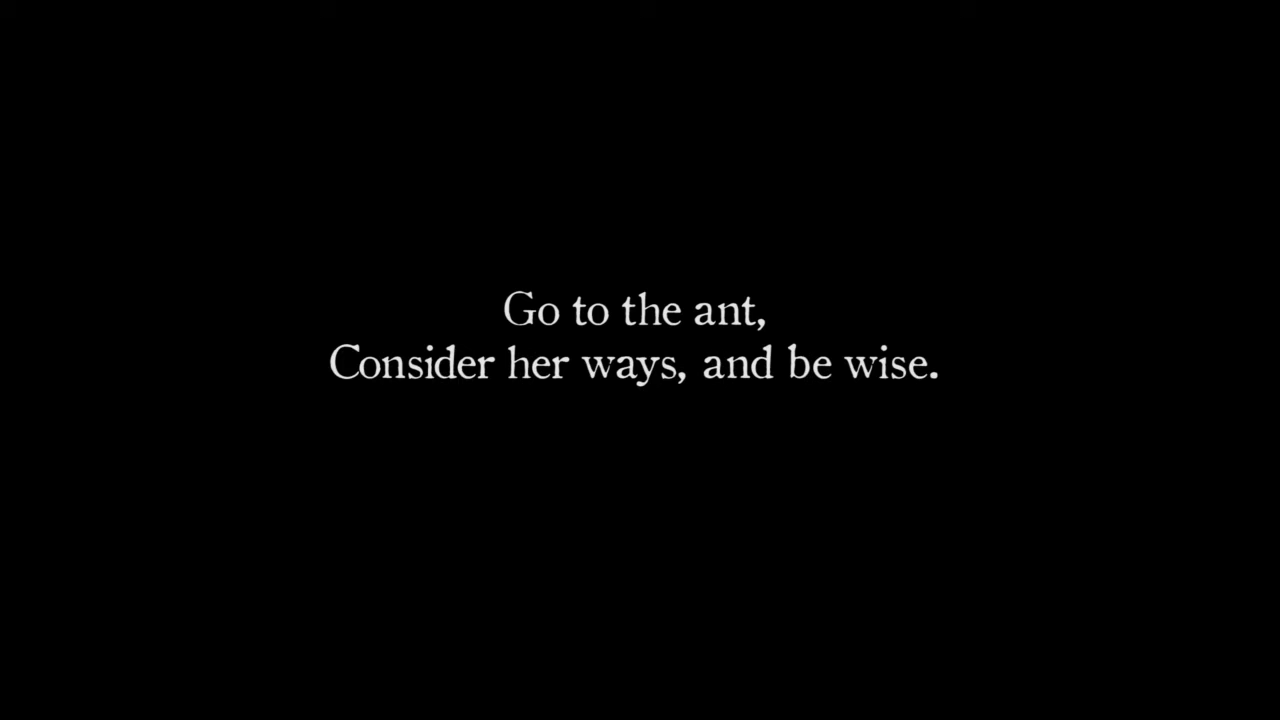 Go to the ant,
Consider her ways, and be wise.